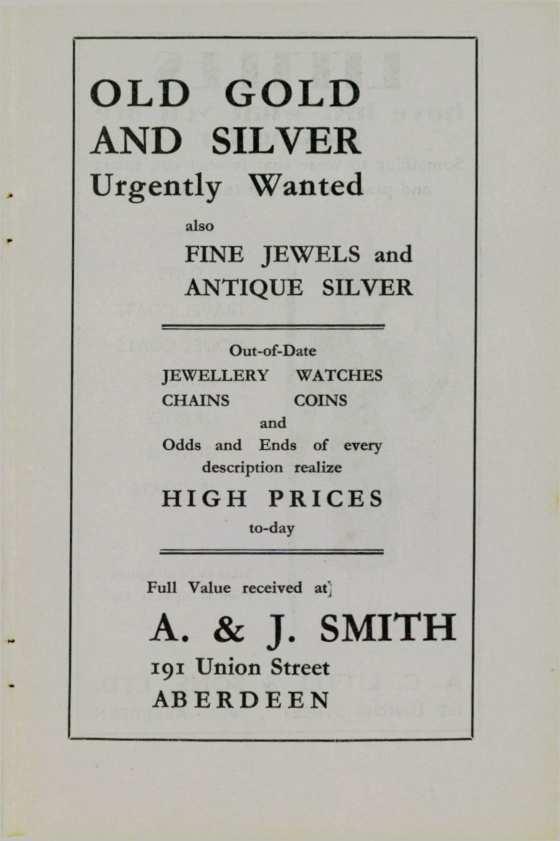 OLD GOLD
AND SILVER
Urgently Wanted
also
FINE JEWELS and
ANTIQUE SILVER
Out-of-Date
JEWELLERY WATCHES
CHAINS COINS
and
Odds and Ends of every
description realize
HIGH PRICES
to-day
Full Value received at]
A. & J. SMITH
191 Union Street
ABERDEEN